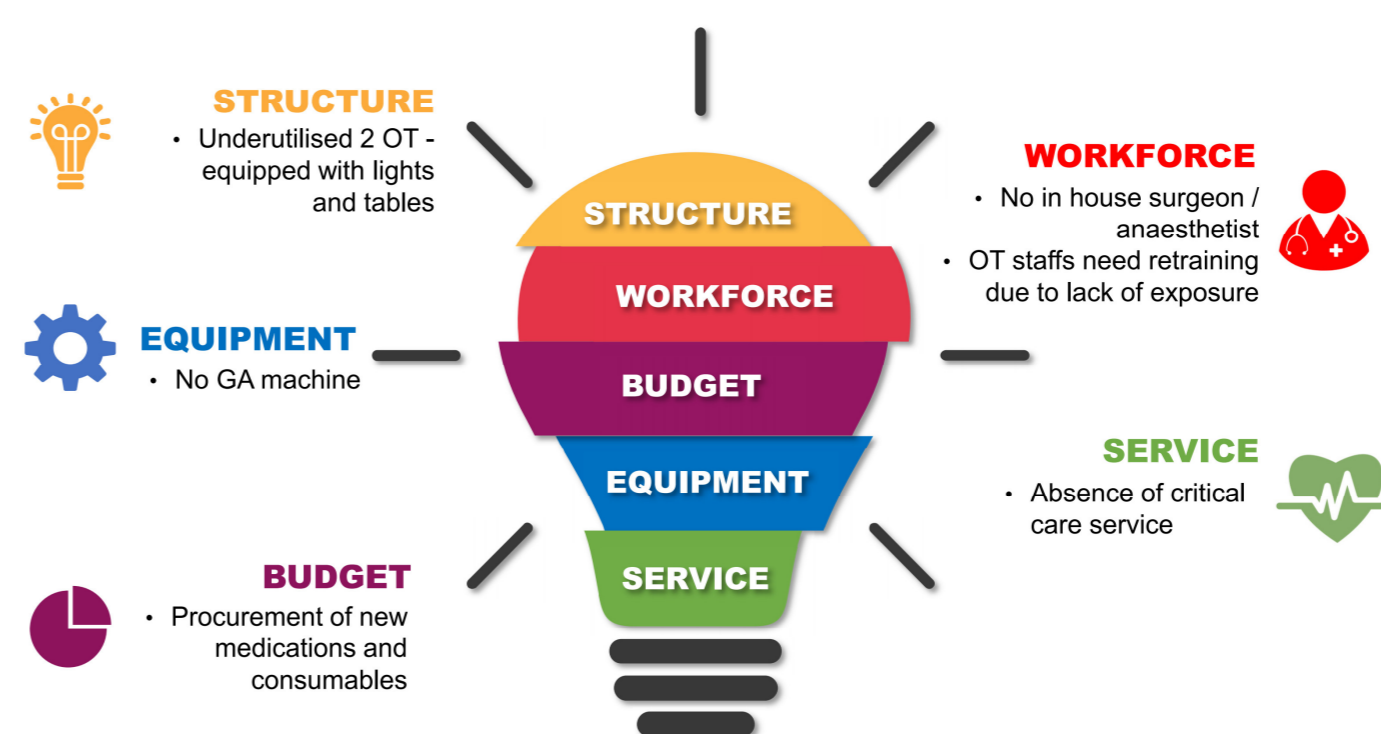 STRUCTURE
• Underutilised 2 OT -
equipped with lights
and tables
EQUIPMENT
• No GA machine
BUDGET
• Procurement of new
medications and
consumables
STRUCTURE
WORKFORCE
BUDGET
EQUIPMENT
SERVICE
WORKFORCE
• No in house surgeon /
anaesthetist
• OT staffs need retraining
due to lack of exposure
SERVICE
• Absence of critical
care service